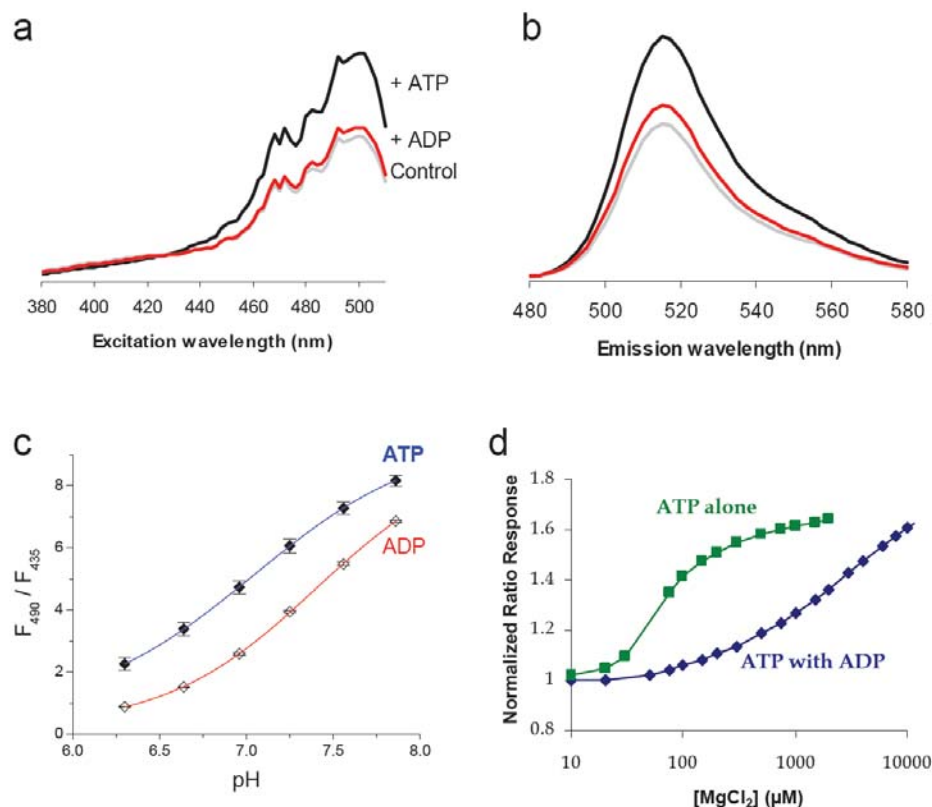 a
+ ATP
+ ADP
Control
380 400 420 440 460 480 500
Excitation wavelength (nm)
b
480 500 520 540 560 580
Emission wavelength (nm)
c
F490 / F435
8
6
4
2
0
ATP
ADP
6.0 6.5 7.0 7.5 8.0
pH
d
Normalized Ratio Response
1.8
1.6
1.4
1.2
1
0.8
ATP alone
ATP with ADP
10 100 1000 10000
[MgCl2] (µM)